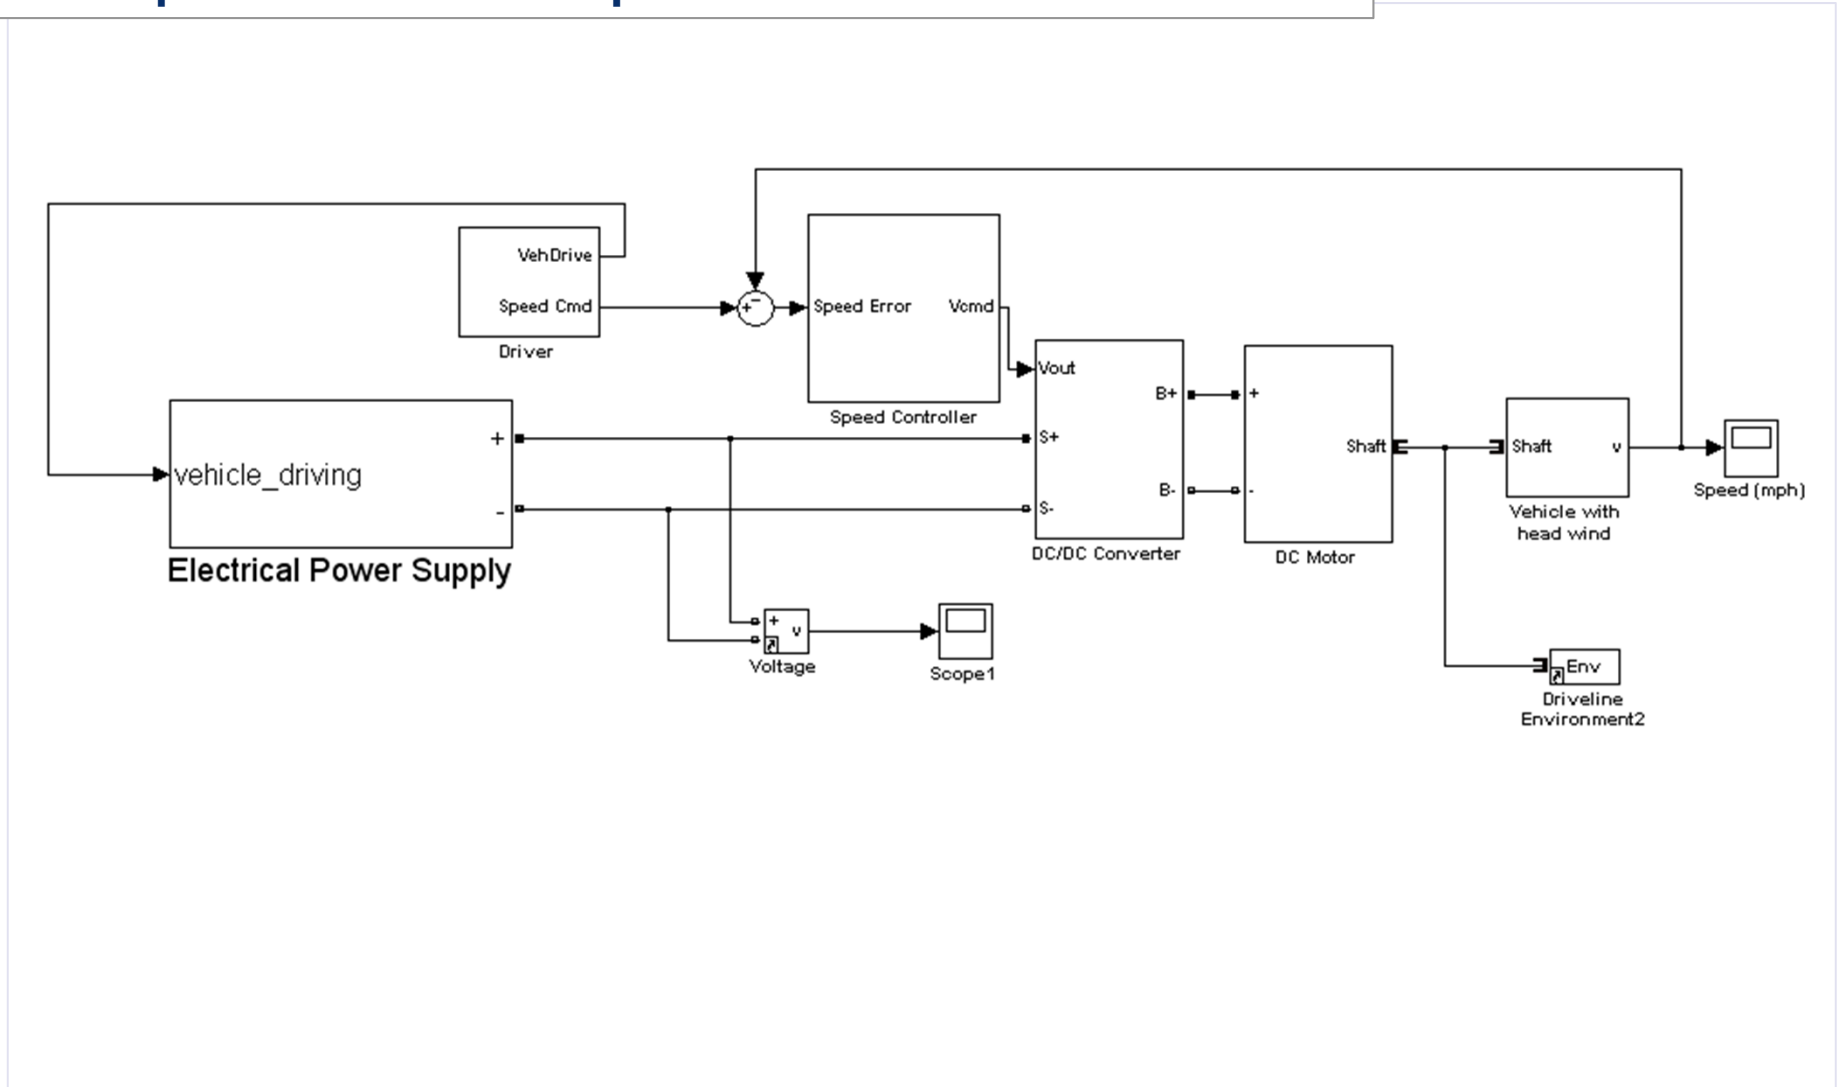 VehDrive
Speed Cmd
Driver
+
−
Speed Error
Vcmd
Speed Controller
vehicle_driving
+
-
Electrical Power Supply
Vout
B+
S+
B-
S-
DC/DC Converter
+
-
Shaft
DC Motor
Shaft
v
Vehicle with
head wind
Speed (mph)
+
v
Voltage
Scope1
Env
Driveline
Environment2